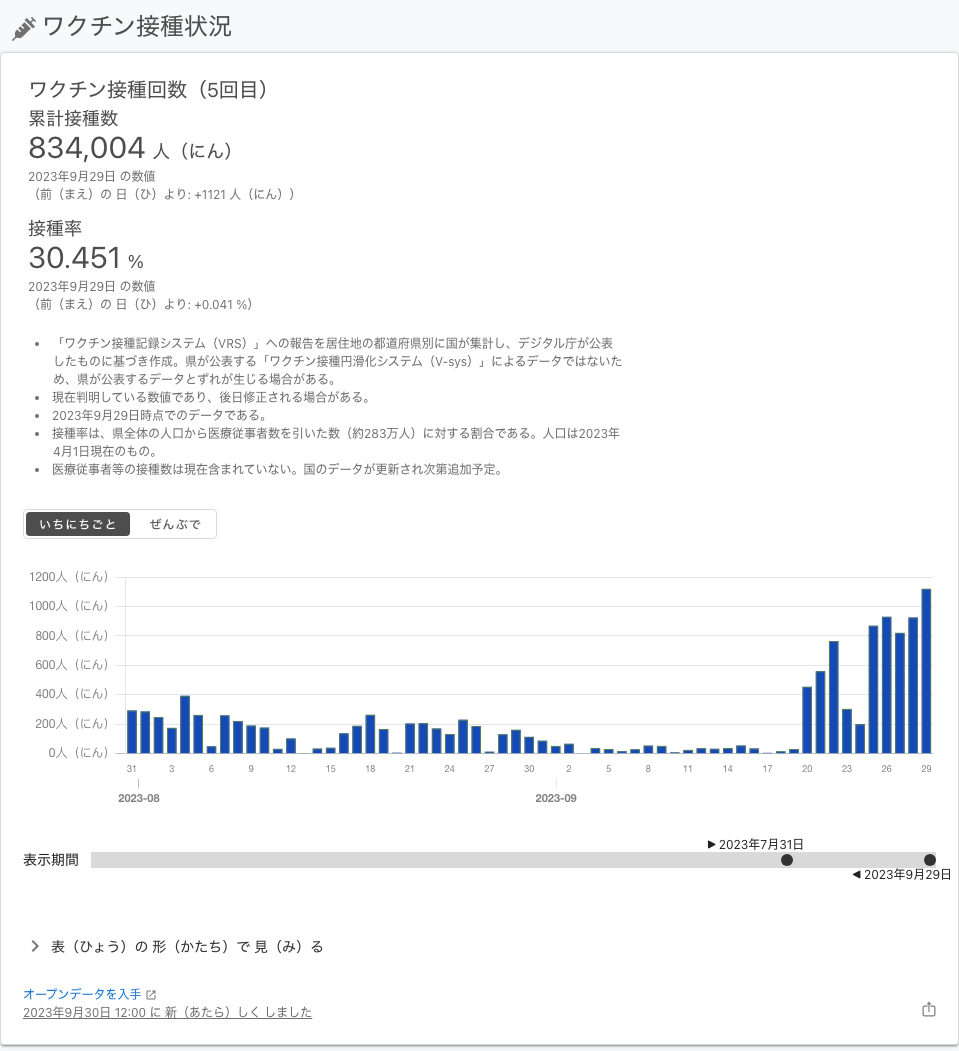 ワクチン接種状況
ワクチン接種回数（5回目）
累計接種数
834,004 人（にん）
2023年9月29日 の数値
（前（まえ）の 日（ひ）より: +1121 人（にん））
接種率
30.451 %
2023年9月29日 の数値
（前（まえ）の 日（ひ）より: +0.041 %）
• 「ワクチン接種記録システム（VRS）」への報告を居住地の都道府県別に国が集計し、デジタル庁が公表
したものに基づき作成。県が公表する「ワクチン接種円滑化システム（V-sys）」によるデータではないた
め、県が公表するデータとずれが生じる場合がある。
• 現在判明している数値であり、後日修正される場合がある。
• 2023年9月29日時点でのデータである。
• 接種率は、県全体の人口から医療従事者数を引いた数（約283万人）に対する割合である。人口は2023年
4月1日現在のもの。
• 医療従事者等の接種数は現在含まれていない。国のデータが更新され次第追加予定。
いちにちごと ぜんぶで
1200人（にん）
1000人（にん）
800人（にん）
600人（にん）
400人（にん）
200人（にん）
0人（にん）
31 3 6 9 12 15 18 21 24 27 30 2 5 8 11 14 17 20 23 26 29
2023-08 2023-09
▶ 2023年7月31日
表示期間
◀ 2023年9月29日
表（ひょう）の 形（かたち）で 見（み）る
オープンデータを入手
2023年9月30日 12:00 に 新（あたら）しく しました